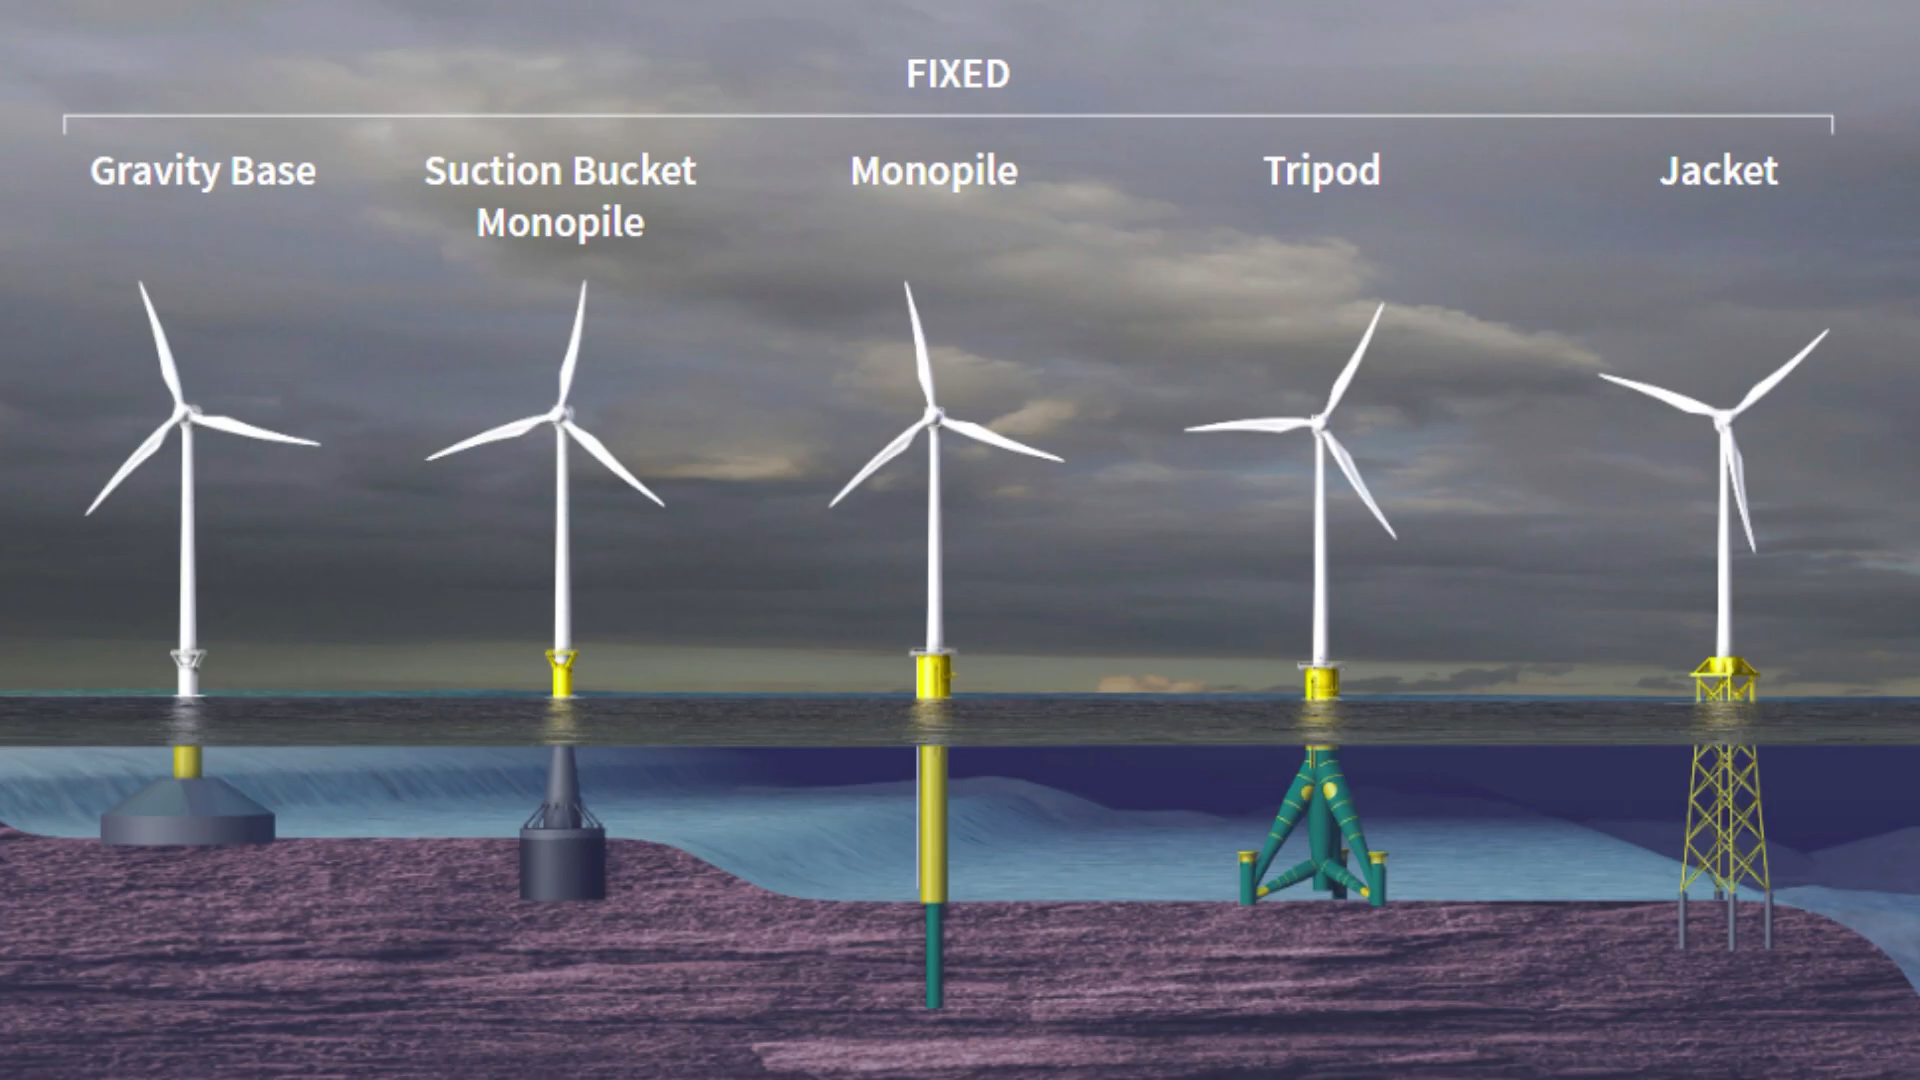 FIXED
Gravity Base
Suction Bucket
Monopile
Monopile
Tripod
Jacket